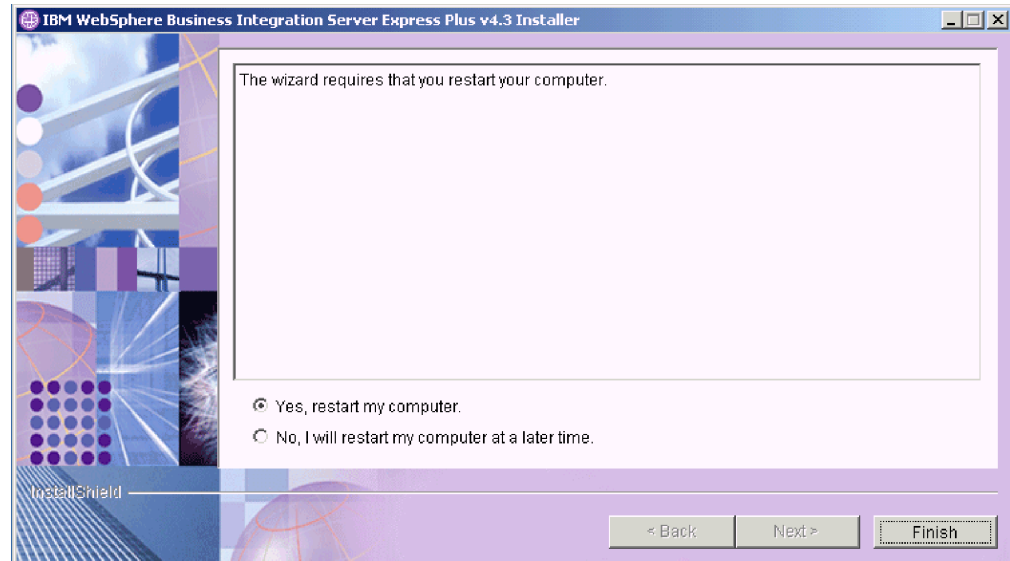 IBM WebSphere Business Integration Server Express Plus v4.3 Installer
The wizard requires that you restart your computer.
Yes, restart my computer.
No, I will restart my computer at a later time.
InstallShield
< Back
Next >
Finish